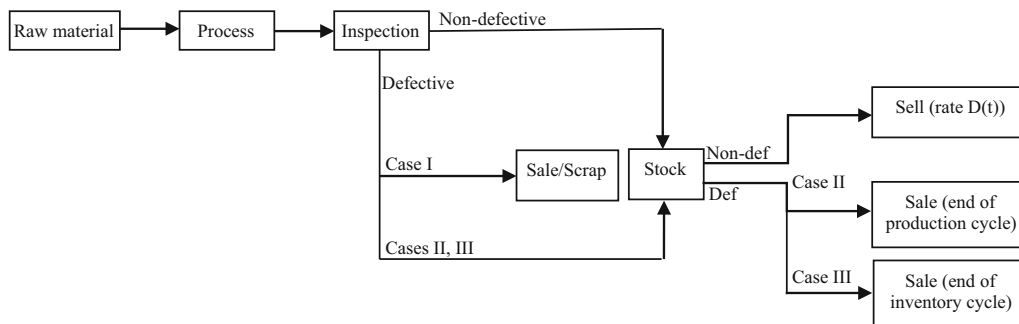 Raw material
Process
Inspection
Non-defective
Defective
Case I
Sale/Scrap
Cases II, III
Stock
Non-def
Def
Sell (rate D(t))
Case II
Sale (end of
production cycle)
Case III
Sale (end of
inventory cycle)